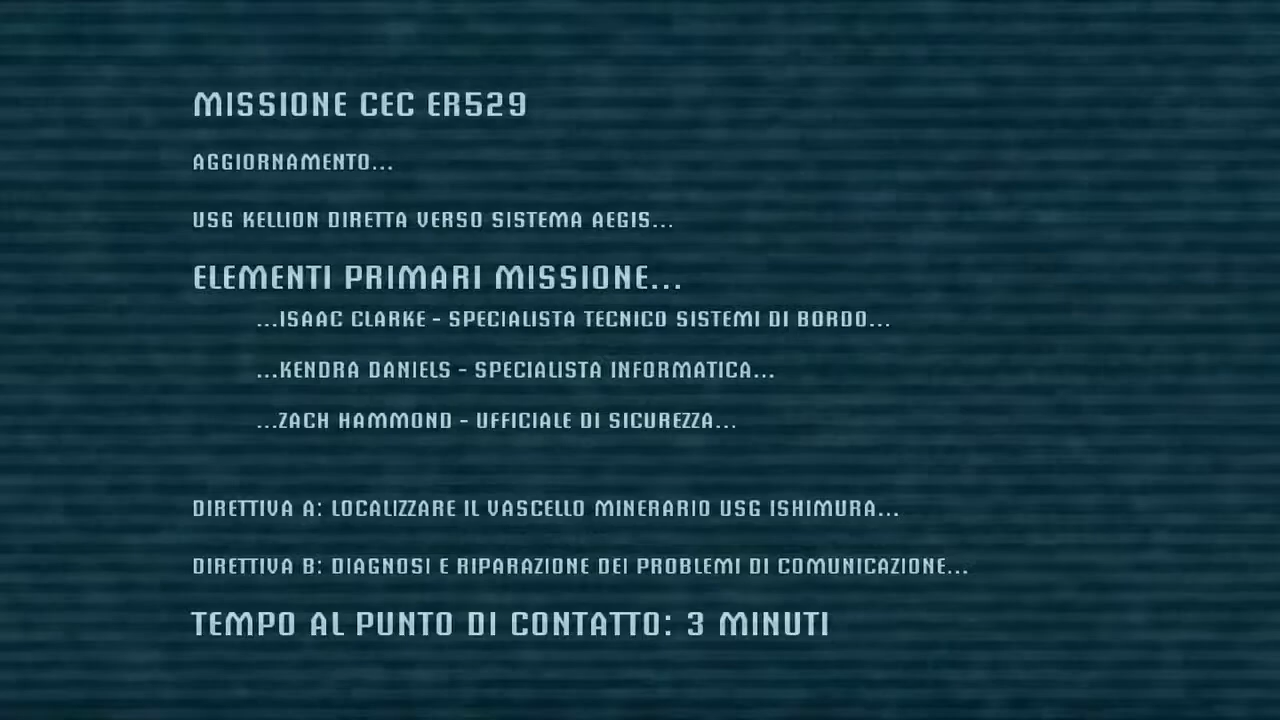 MISSIONE CEC ER529
AGGIORNAMENTO...
USG KELLION DIRETTA VERSO SISTEMA AEGIS...
ELEMENTI PRIMARI MISSIONE...
...ISAAC CLARKE - SPECIALISTA TECNICO SISTEMI DI BORDO...
...KENDRA DANIELS - SPECIALISTA INFORMATICA...
...ZACH HAMMOND - UFFICIALE DI SICUREZZA...
DIRETTIVA A: LOCALIZZARE IL VASCELLO MINERARIO USG ISHIMURA...
DIRETTIVA B: DIAGNOSI E RIPARAZIONE DEI PROBLEMI DI COMUNICAZIONE...
TEMPO AL PUNTO DI CONTATTO: 3 MINUTI